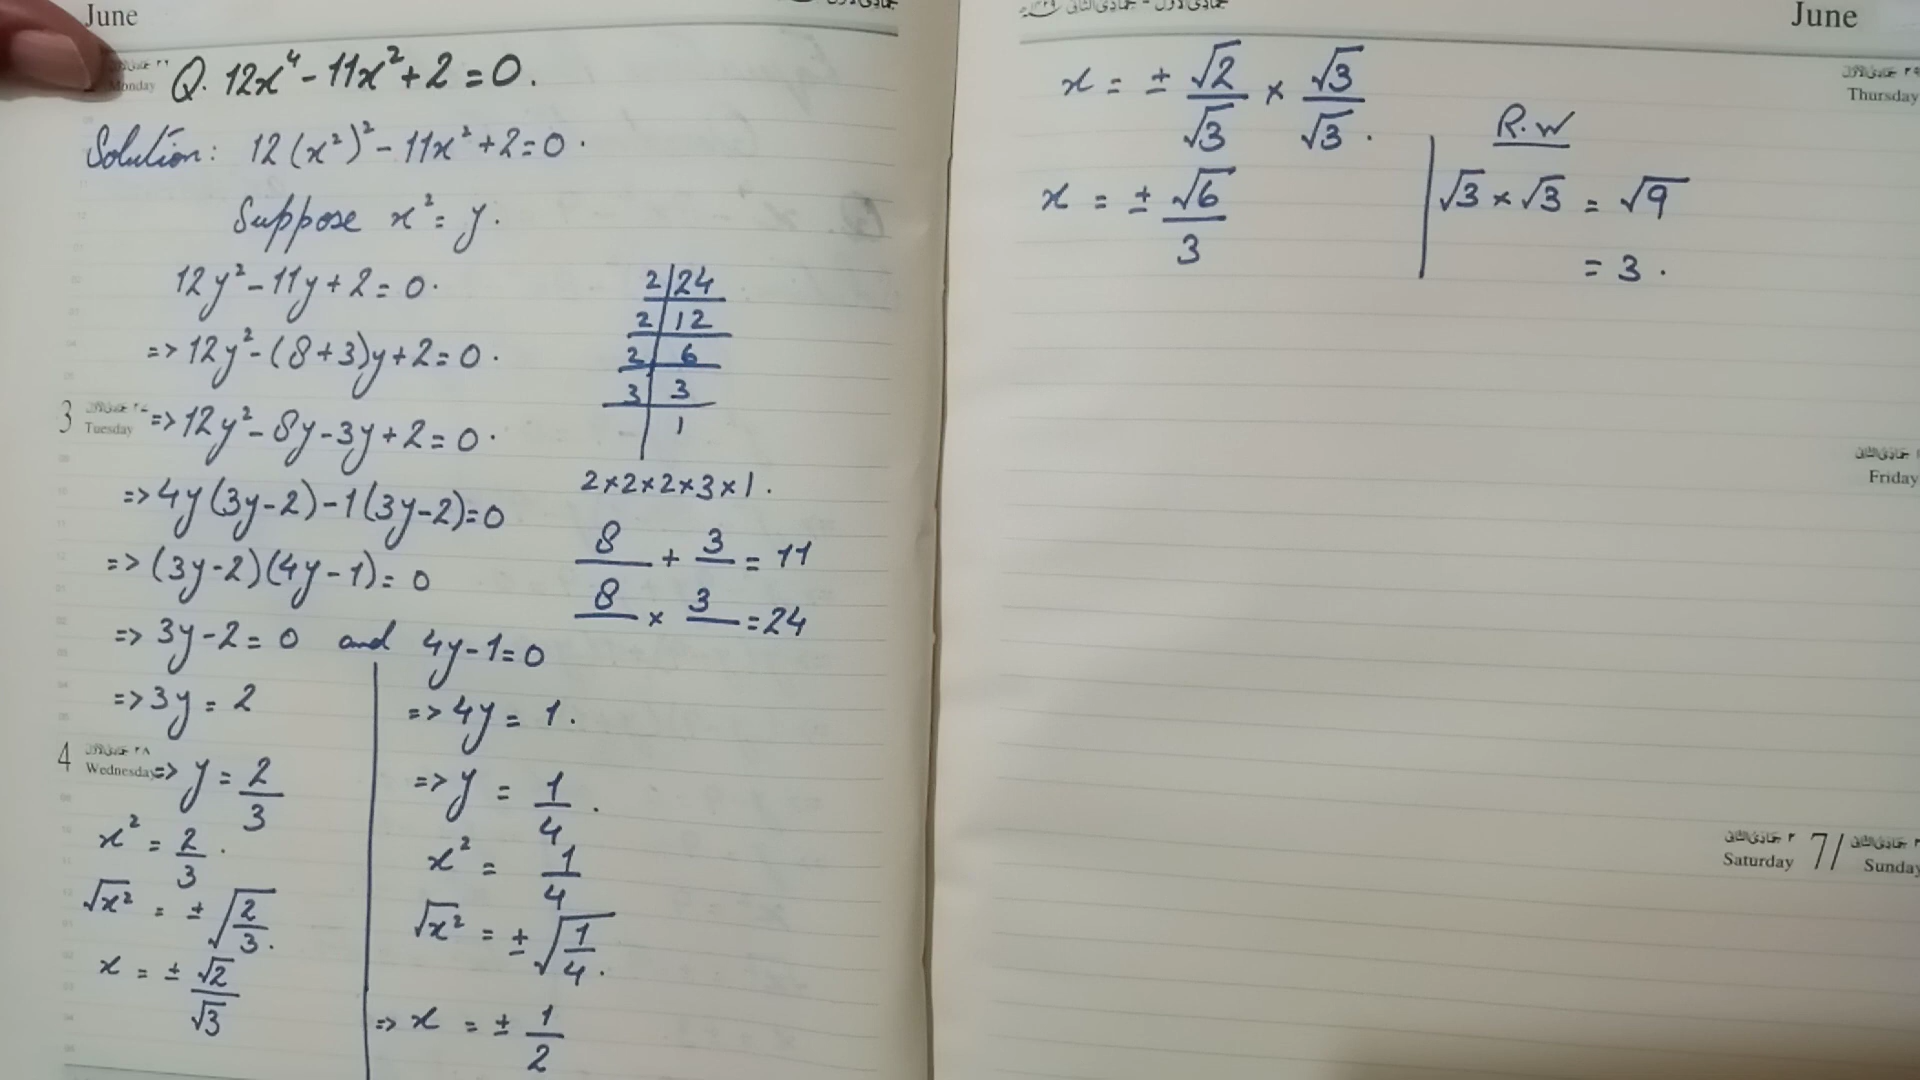 June
Monday
Q. 12x⁴ - 11x² + 2 = 0.
Solution: 12(x²)² - 11x² + 2 = 0.
Suppose x² = y.
12y² - 11y + 2 = 0.
=> 12y² - (8+3)y + 2 = 0.
3 Tuesday => 12y² - 8y - 3y + 2 = 0.
=> 4y(3y-2) - 1(3y-2) = 0
=> (3y-2)(4y-1) = 0
=> 3y - 2 = 0 and 4y - 1 = 0
=> 3y = 2
4 Wednesday => y = 2/3
x² = 2/3.
√x² = ± √(2/3).
x = ± √2/√3
=> 4y = 1.
=> y = 1/4.
x² = 1/4
√x² = ± √(1/4).
=> x = ± 1/2
2 | 24
2 | 12
2 | 6
3 | 3
| 1
2×2×2×3×1.
8 + 3 = 11
8 × 3 = 24
June
Thursday
x = ± √2/√3 × √3/√3.
x = ± √6/3
R.W
√3 × √3 = √9
= 3.
Friday
Saturday 7/ Sunday